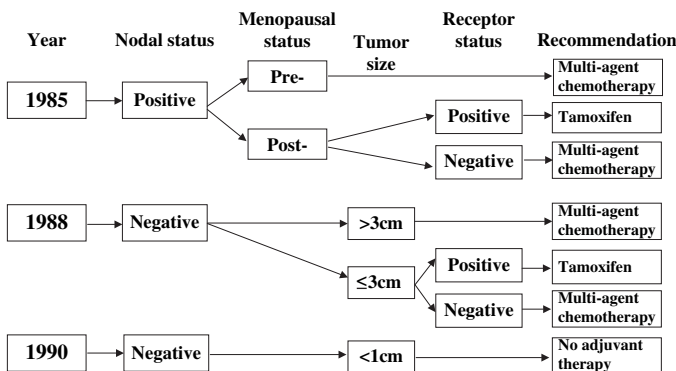 Year Nodal status Menopausal status Tumor size Receptor status Recommendation
1985 Positive Pre- Multi-agent
chemotherapy
Post- Positive Tamoxifen
Negative Multi-agent
chemotherapy
1988 Negative >3cm Multi-agent
chemotherapy
≤3cm Positive Tamoxifen
Negative Multi-agent
chemotherapy
1990 Negative <1cm No adjuvant
therapy